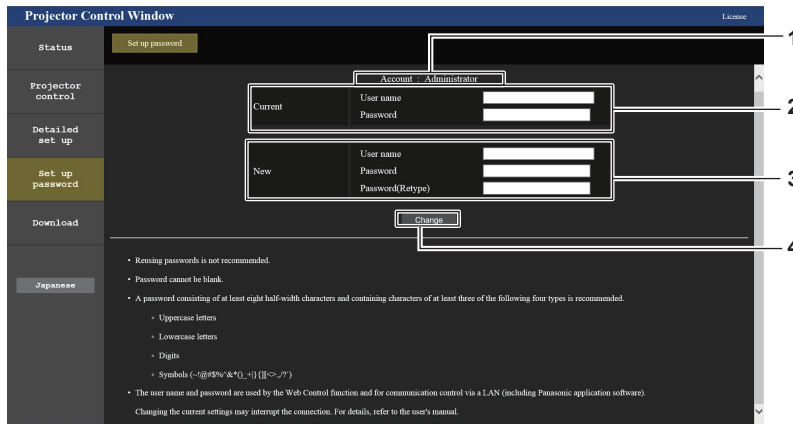 Projector Control Window
License
Status
Projector
control
Detailed
set up
Set up
password
Download
Japanese
Set up password
1
Account : Administrator
Current
User name
Password
2
New
User name
Password
Password(Retype)
3
Change
4
• Reusing passwords is not recommended.
• Password cannot be blank.
• A password consisting of at least eight half-width characters and containing characters of at least three of the following four types is recommended.
◦ Uppercase letters
◦ Lowercase letters
◦ Digits
◦ Symbols (~!@#$%^&*()_+|}{][<>.,/?`)
• The user name and password are used by the Web Control function and for communication control via a LAN (including Panasonic application software).
Changing the current settings may interrupt the connection. For details, refer to the user's manual.